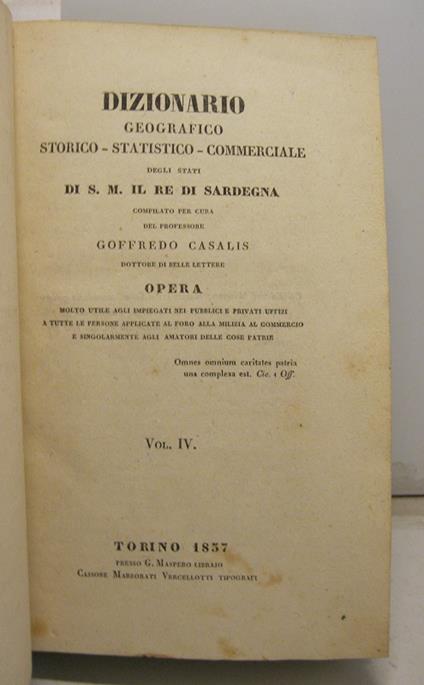 DIZIONARIO
GEOGRAFICO
STORICO - STATISTICO - COMMERCIALE
DEGLI STATI
DI S. M. IL RE DI SARDEGNA
COMPILATO PER CURA
DEL PROFESSORE
GOFFREDO CASALIS
DOTTORE DI BELLE LETTERE
OPERA
MOLTO UTILE AGLI IMPIEGATI NEI PUBBLICI E PRIVATI UFFIZI
A TUTTE LE PERSONE APPLICATE AL FORO ALLA MILIZIA AL COMMERCIO
E SINGOLARMENTE AGLI AMATORI DELLE COSE PATRIE
Omnes omnium caritates patria
una complexa est. Cic. 1 Off.
VOL. IV.
TORINO 1837
PRESSO G. MASPERO LIBRAIO
CASSONE MARZORATI VERCELLOTTI TIPOGRAFI